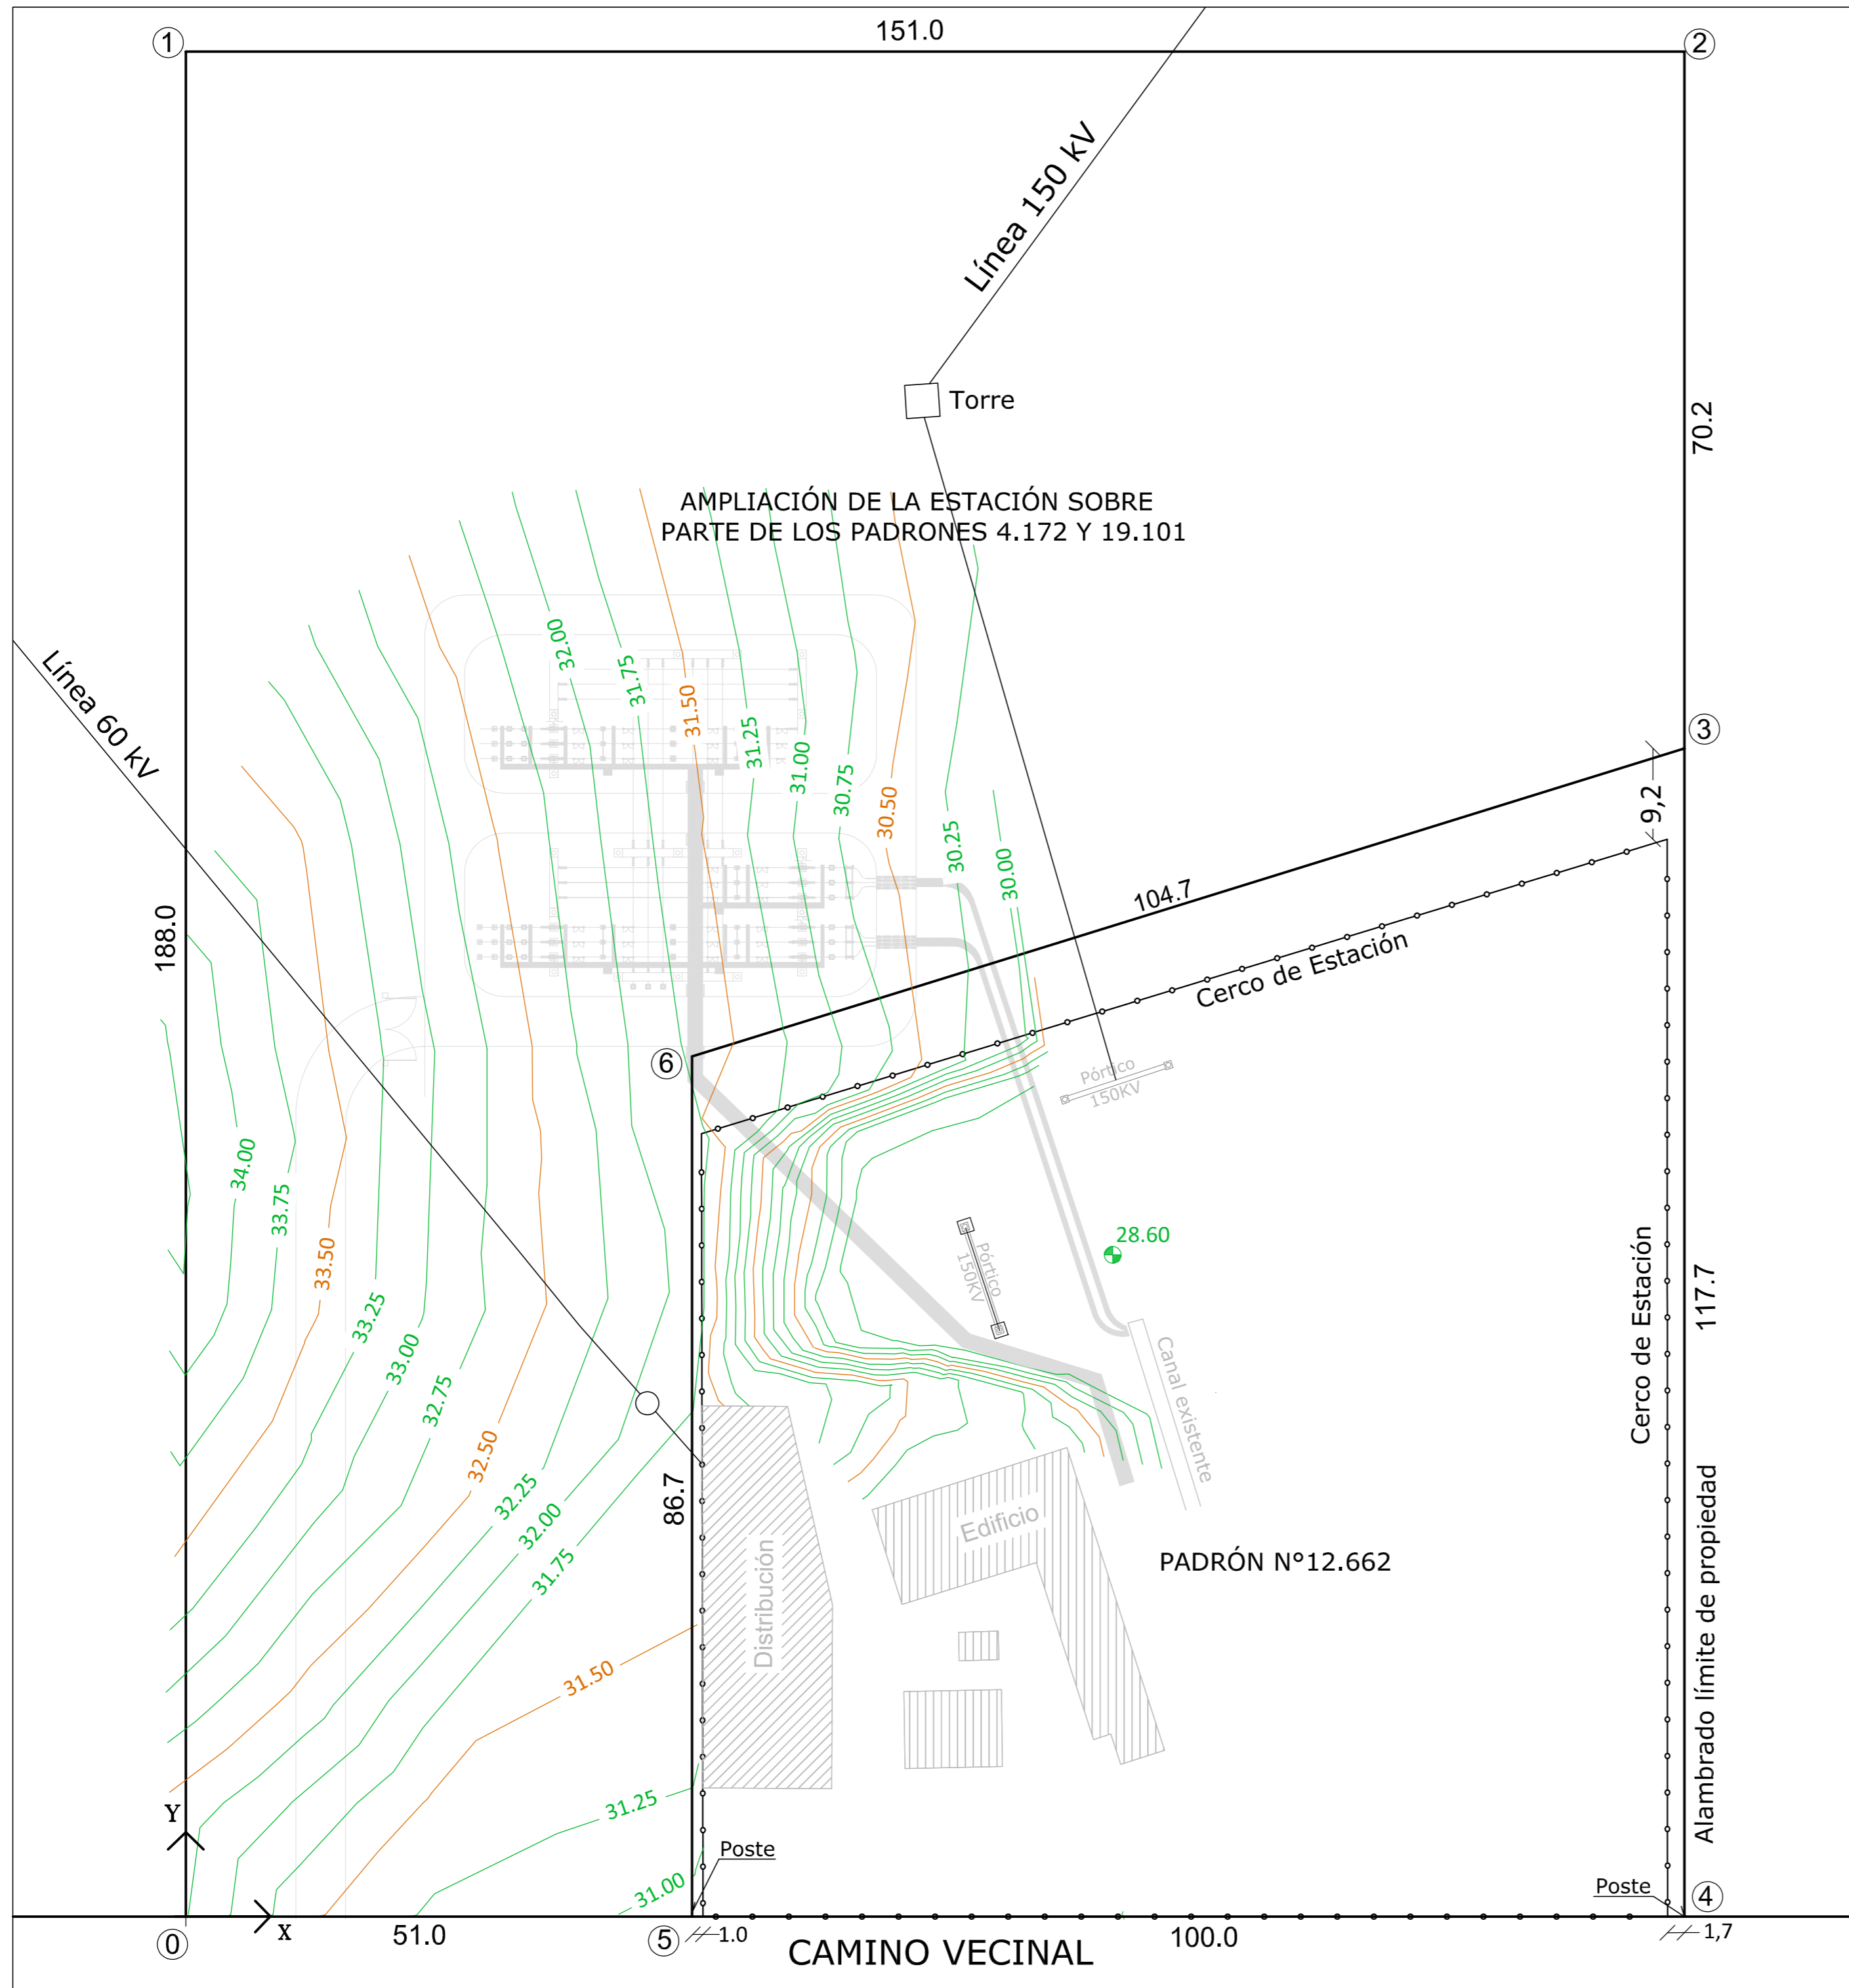 1
151.0
2
Línea 150 kV
Torre
70.2
AMPLIACIÓN DE LA ESTACIÓN SOBRE
PARTE DE LOS PADRONES 4.172 Y 19.101
Línea 60 kV
32.00
31.75
31.50
31.25
31.00
30.75
30.50
30.25
30.00
3
9,2
104.7
Cerco de Estación
188.0
6
Pórtico
150KV
34.00
33.75
33.50
33.25
33.00
32.75
32.50
32.25
32.00
31.75
31.50
31.25
31.00
28.60
Pórtico
150KV
Canal existente
Cerco de Estación
117.7
86.7
Distribución
Edificio
PADRÓN N°12.662
Alambrado límite de propiedad
Y
X
Poste
Poste
4
0
51.0
5
1.0
CAMINO VECINAL
100.0
1,7